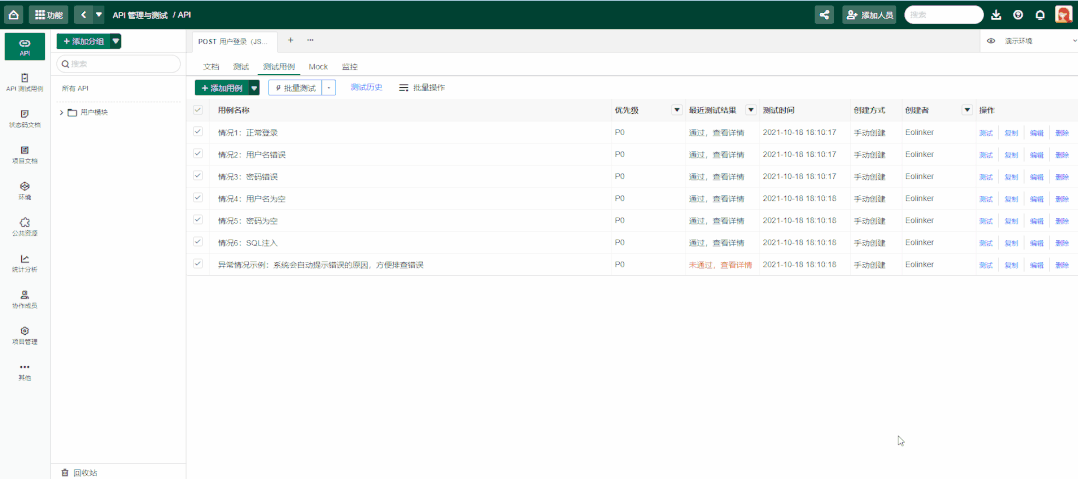 功能 API 管理与测试 / API 添加人员 搜索
API
API 测试用例
状态码文档
项目文档
环境
公共资源
统计分析
协作成员
项目管理
其他
+ 添加分组
搜索
所有 API
用户模块
回收站
POST 用户登录（JS... + ... 演示环境
文档 测试 测试用例 Mock 监控
+ 添加用例 批量测试 测试历史 批量操作
用例名称 优先级 最近测试结果 测试时间 创建方式 创建者 操作
情况1：正常登录 P0 通过，查看详情 2021-10-18 18:10:17 手动创建 Eolinker 测试 复制 编辑 删除
情况2：用户名错误 P0 通过，查看详情 2021-10-18 18:10:17 手动创建 Eolinker 测试 复制 编辑 删除
情况3：密码错误 P0 通过，查看详情 2021-10-18 18:10:17 手动创建 Eolinker 测试 复制 编辑 删除
情况4：用户名为空 P0 通过，查看详情 2021-10-18 18:10:18 手动创建 Eolinker 测试 复制 编辑 删除
情况5：密码为空 P0 通过，查看详情 2021-10-18 18:10:18 手动创建 Eolinker 测试 复制 编辑 删除
情况6：SQL注入 P0 通过，查看详情 2021-10-18 18:10:18 手动创建 Eolinker 测试 复制 编辑 删除
异常情况示例：系统会自动提示错误的原因，方便排查错误 P0 未通过，查看详情 2021-10-18 18:10:18 手动创建 Eolinker 测试 复制 编辑 删除